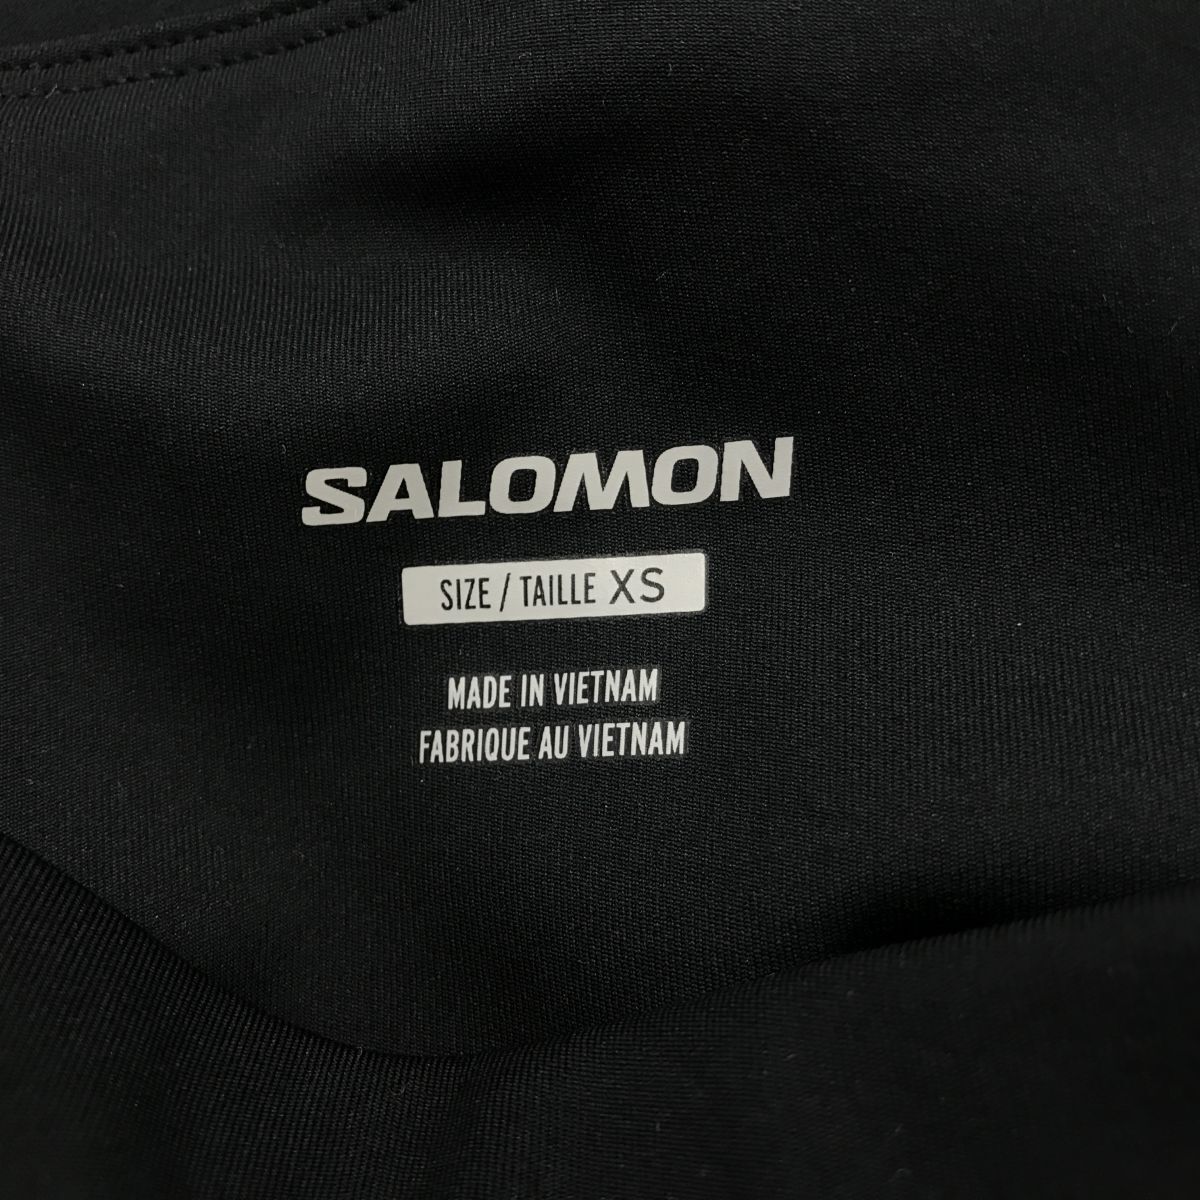 SALOMON
SIZE / TAILLE XS
MADE IN VIETNAM
FABRIQUE AU VIETNAM